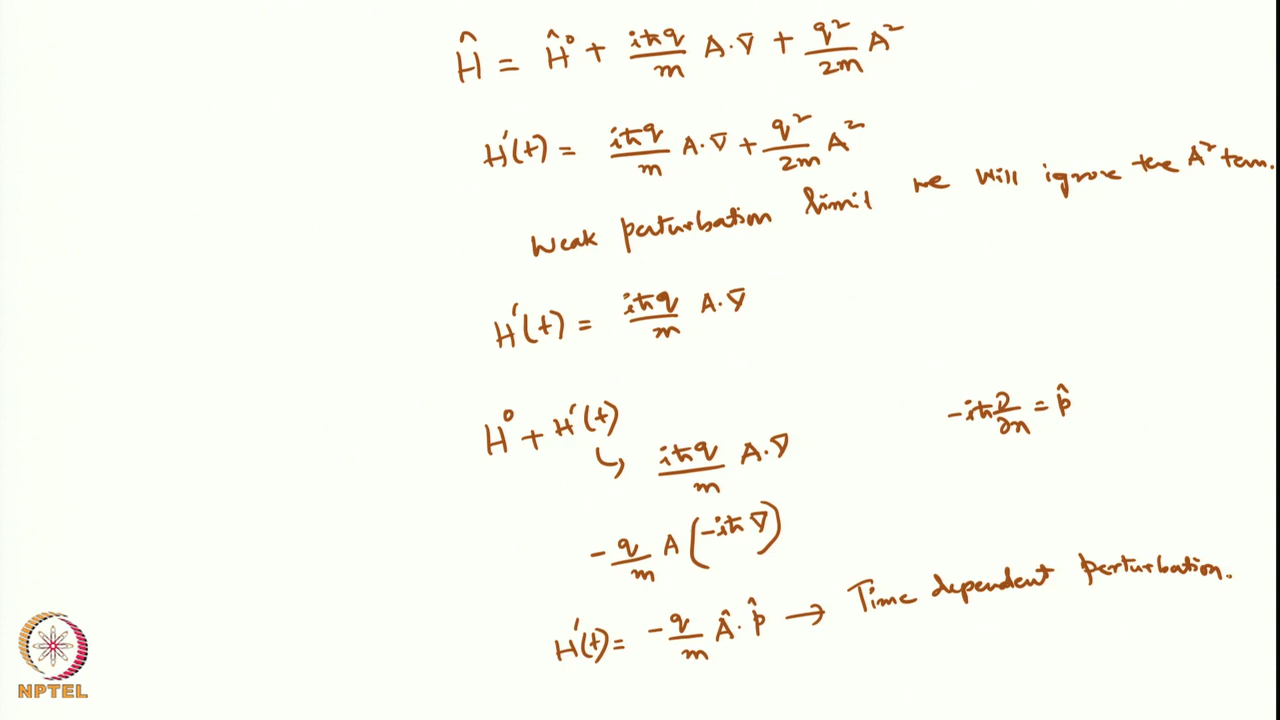 Ĥ = Ĥ⁰ + iħq/m A·∇ + q²/2m A²
H′(t) = iħq/m A·∇ + q²/2m A²
Weak perturbation limit we will ignore the A² term.
H′(t) = iħq/m A·∇
-iħ ∂/∂x = p̂
H⁰ + H′(t)
↳ iħq/m A·∇
-q/m A (-iħ ∇)
H′(t) = -q/m Â·p̂ → Time dependent perturbation.
NPTEL